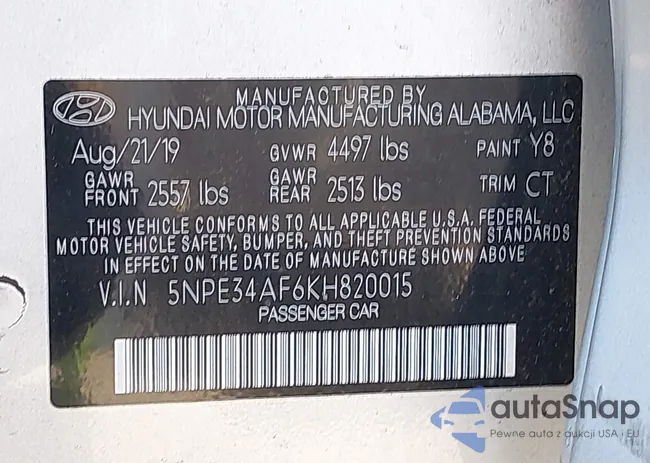 MANUFACTURED BY
HYUNDAI MOTOR MANUFACTURING ALABAMA, LLC
Aug/21/19 GVWR 4497 lbs PAINT Y8
GAWR FRONT 2557 lbs GAWR REAR 2513 lbs TRIM CT
THIS VEHICLE CONFORMS TO ALL APPLICABLE U.S.A. FEDERAL
MOTOR VEHICLE SAFETY, BUMPER, AND THEFT PREVENTION STANDARDS
IN EFFECT ON THE DATE OF MANUFACTURE SHOWN ABOVE.
V.I.N 5NPE34AF6KH820015
PASSENGER CAR
autaSnap
Pewne auta z aukcji USA i EU